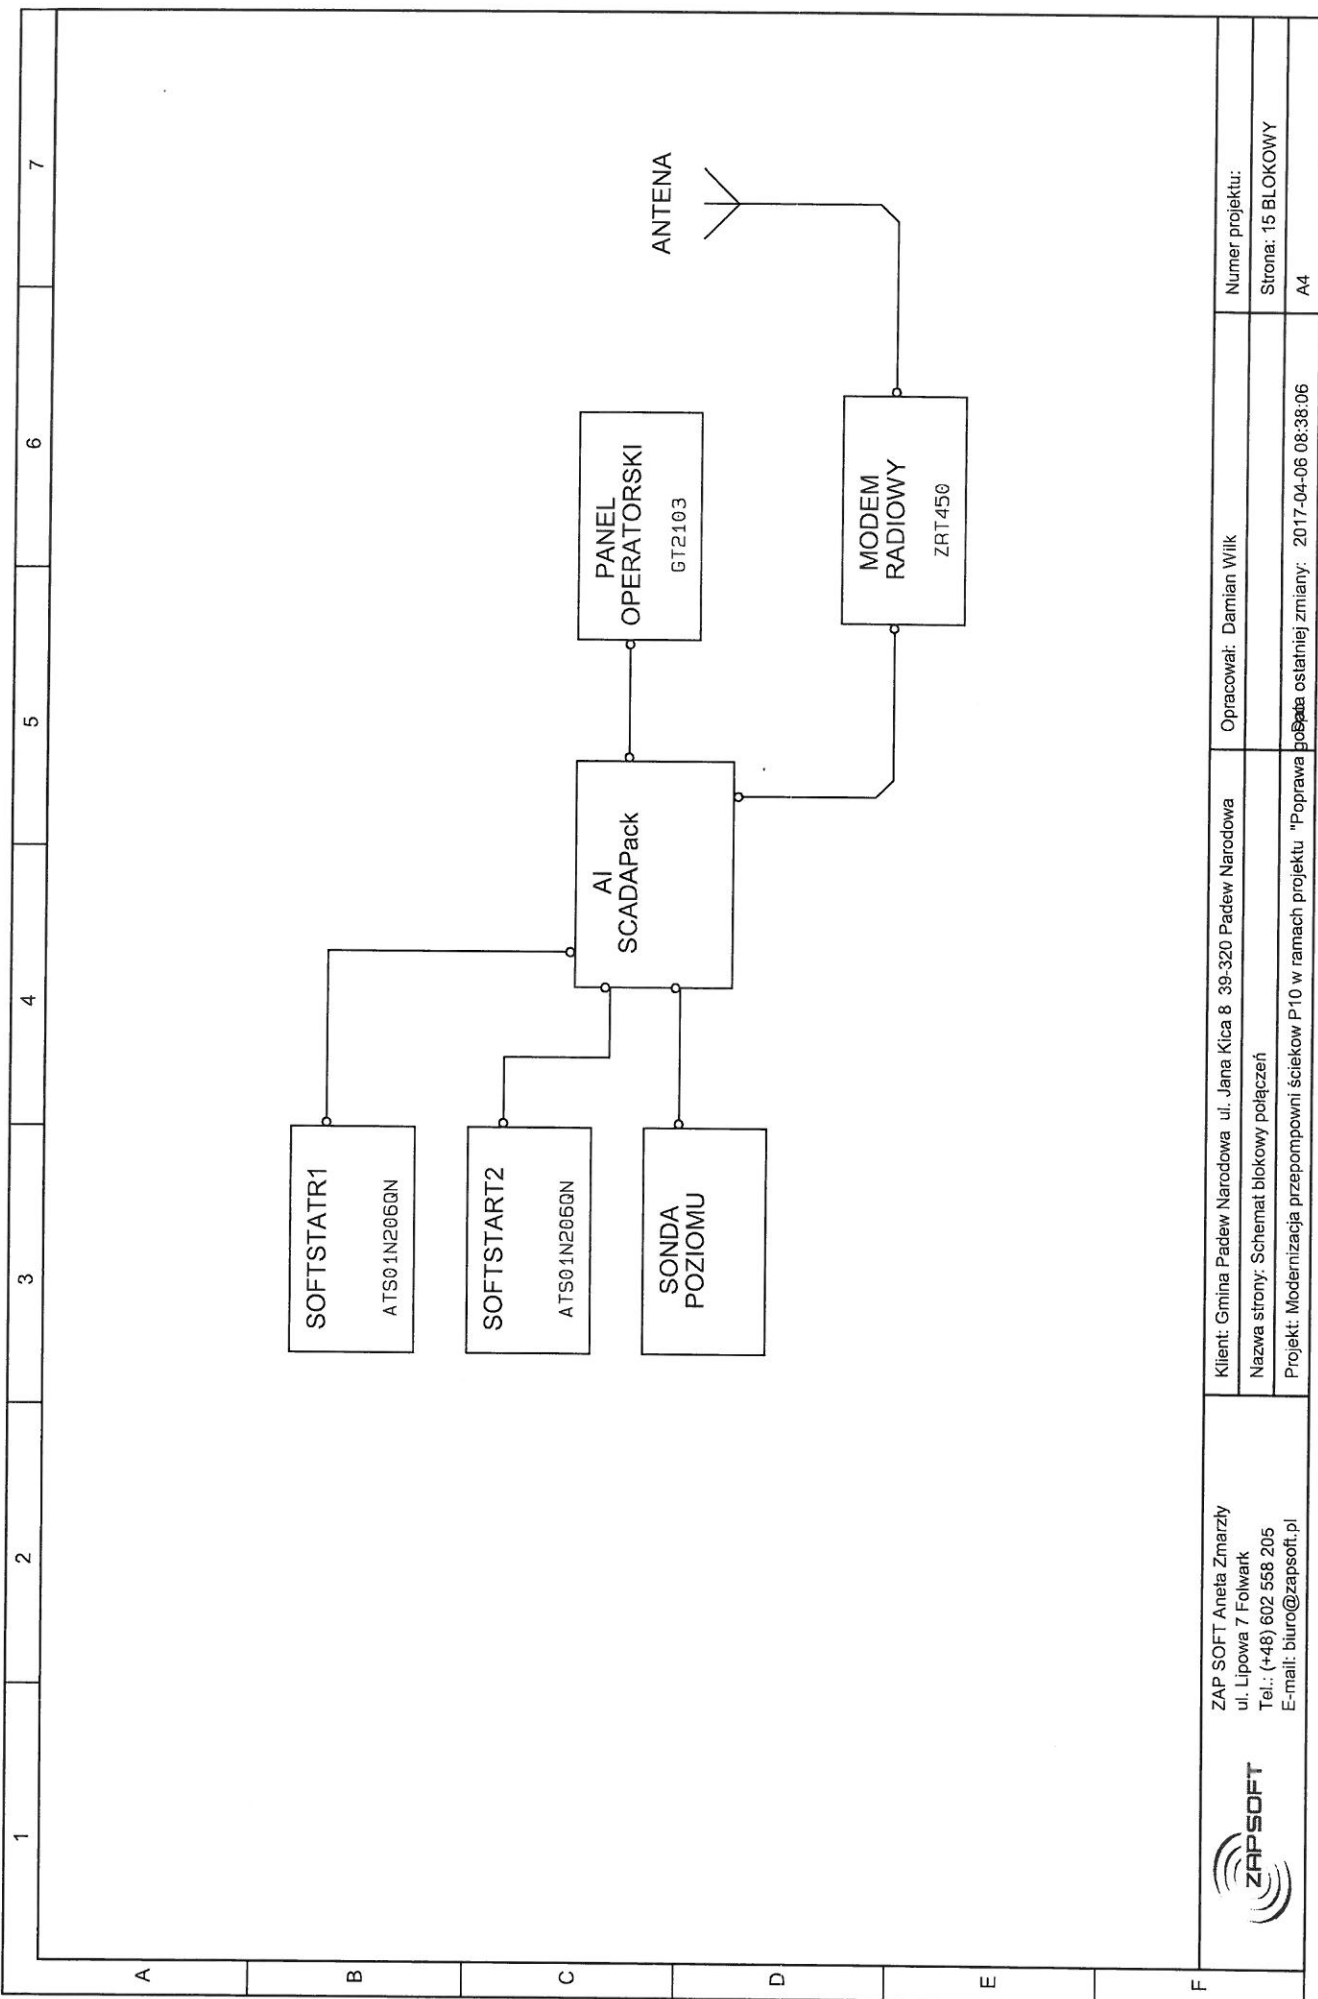 1
2
3
4
5
6
7
A
B
C
D
E
F
SOFTSTATR1
ATS01N206QN
SOFTSTART2
ATS01N206QN
SONDA
POZIOMU
AI
SCADAPack
PANEL
OPERATORSKI
GT2103
MODEM
RADIOWY
ZRT450
ANTENA
ZAPSOFT
ZAP SOFT Aneta Zmarzły
ul. Lipowa 7 Folwark
Tel.: (+48) 602 558 205
E-mail: biuro@zapsoft.pl
Klient: Gmina Padew Narodowa ul. Jana Kica 8 39-320 Padew Narodowa
Opracował: Damian Wilk
Numer projektu:
Nazwa strony: Schemat blokowy połączeń
Strona: 15 BLOKOWY
Projekt: Modernizacja przepompowni ściekow P10 w ramach projektu "Poprawa
ostatniej zmiany: 2017-04-06 08:38:06
A4